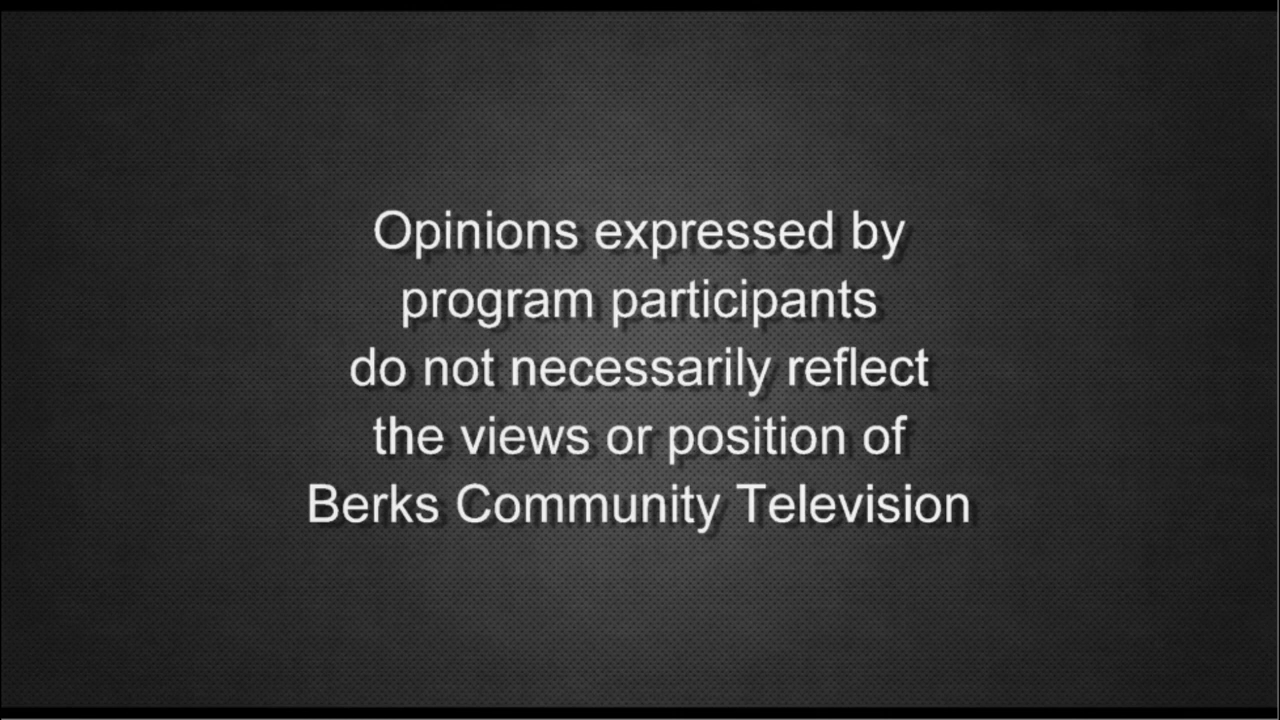 Opinions expressed by
program participants
do not necessarily reflect
the views or position of
Berks Community Television